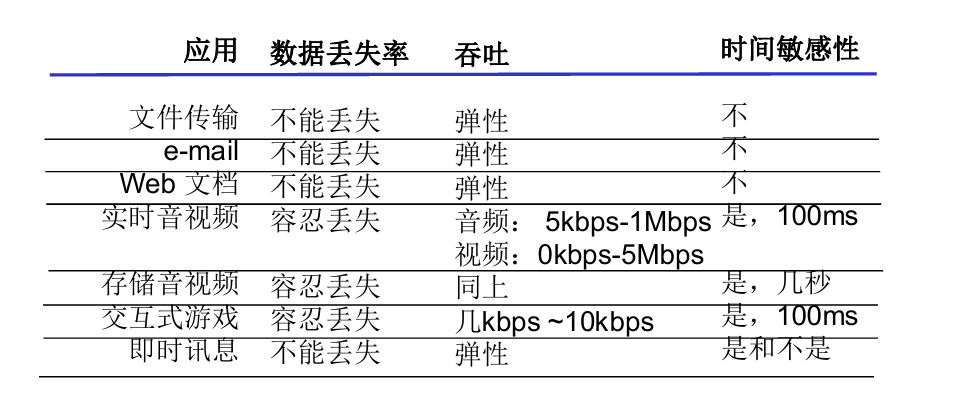 应用 数据丢失率 吞吐 时间敏感性
文件传输 不能丢失 弹性 不
e-mail 不能丢失 弹性 不
Web 文档 不能丢失 弹性 不
实时音视频 容忍丢失 音频： 5kbps-1Mbps 是，100ms
视频：0kbps-5Mbps
存储音视频 容忍丢失 同上 是，几秒
交互式游戏 容忍丢失 几kbps ~10kbps 是，100ms
即时讯息 不能丢失 弹性 是和不是